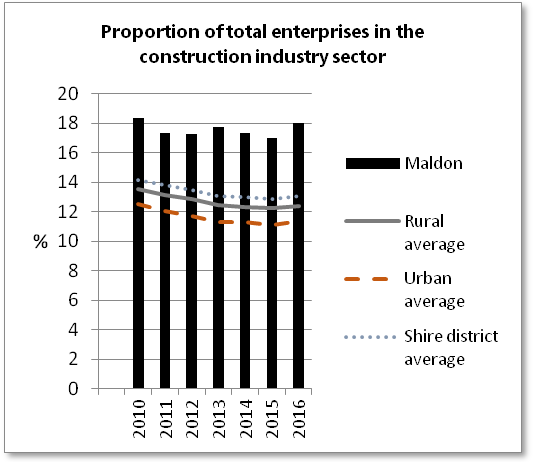 Proportion of total enterprises in the
construction industry sector
20
18
16
14
12
10
8
6
4
2
0
%
2010
2011
2012
2013
2014
2015
2016
Maldon
Rural
average
Urban
average
Shire district
average